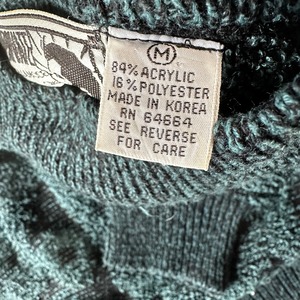 M
84% ACRYLIC
16% POLYESTER
MADE IN KOREA
RN 64664
SEE REVERSE
FOR CARE